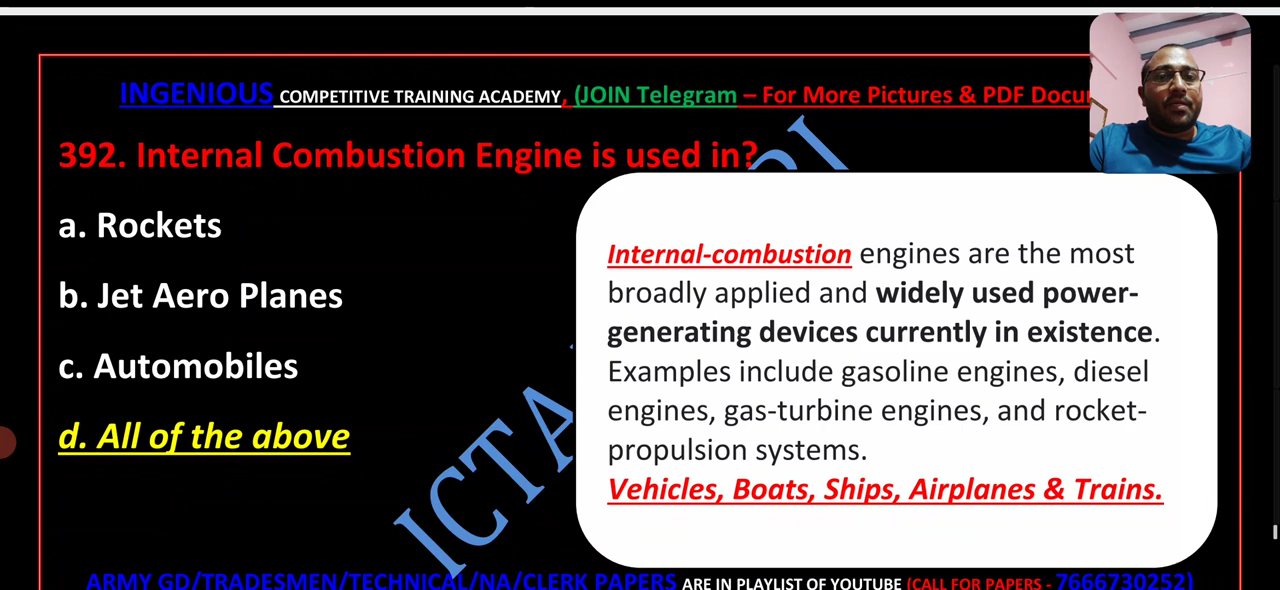 INGENIOUS COMPETITIVE TRAINING ACADEMY, (JOIN Telegram – For More Pictures & PDF
392. Internal Combustion Engine is used in?
a. Rockets
b. Jet Aero Planes
c. Automobiles
d. All of the above
Internal-combustion engines are the most
broadly applied and widely used power-
generating devices currently in existence.
Examples include gasoline engines, diesel
engines, gas-turbine engines, and rocket-
propulsion systems.
Vehicles, Boats, Ships, Airplanes & Trains.
ICTA
ARMY GD/TRADESMEN/TECHNICAL/NA/CLERK PAPERS ARE IN PLAYLIST OF YOUTUBE (CALL FOR PAPERS - 7666730252)